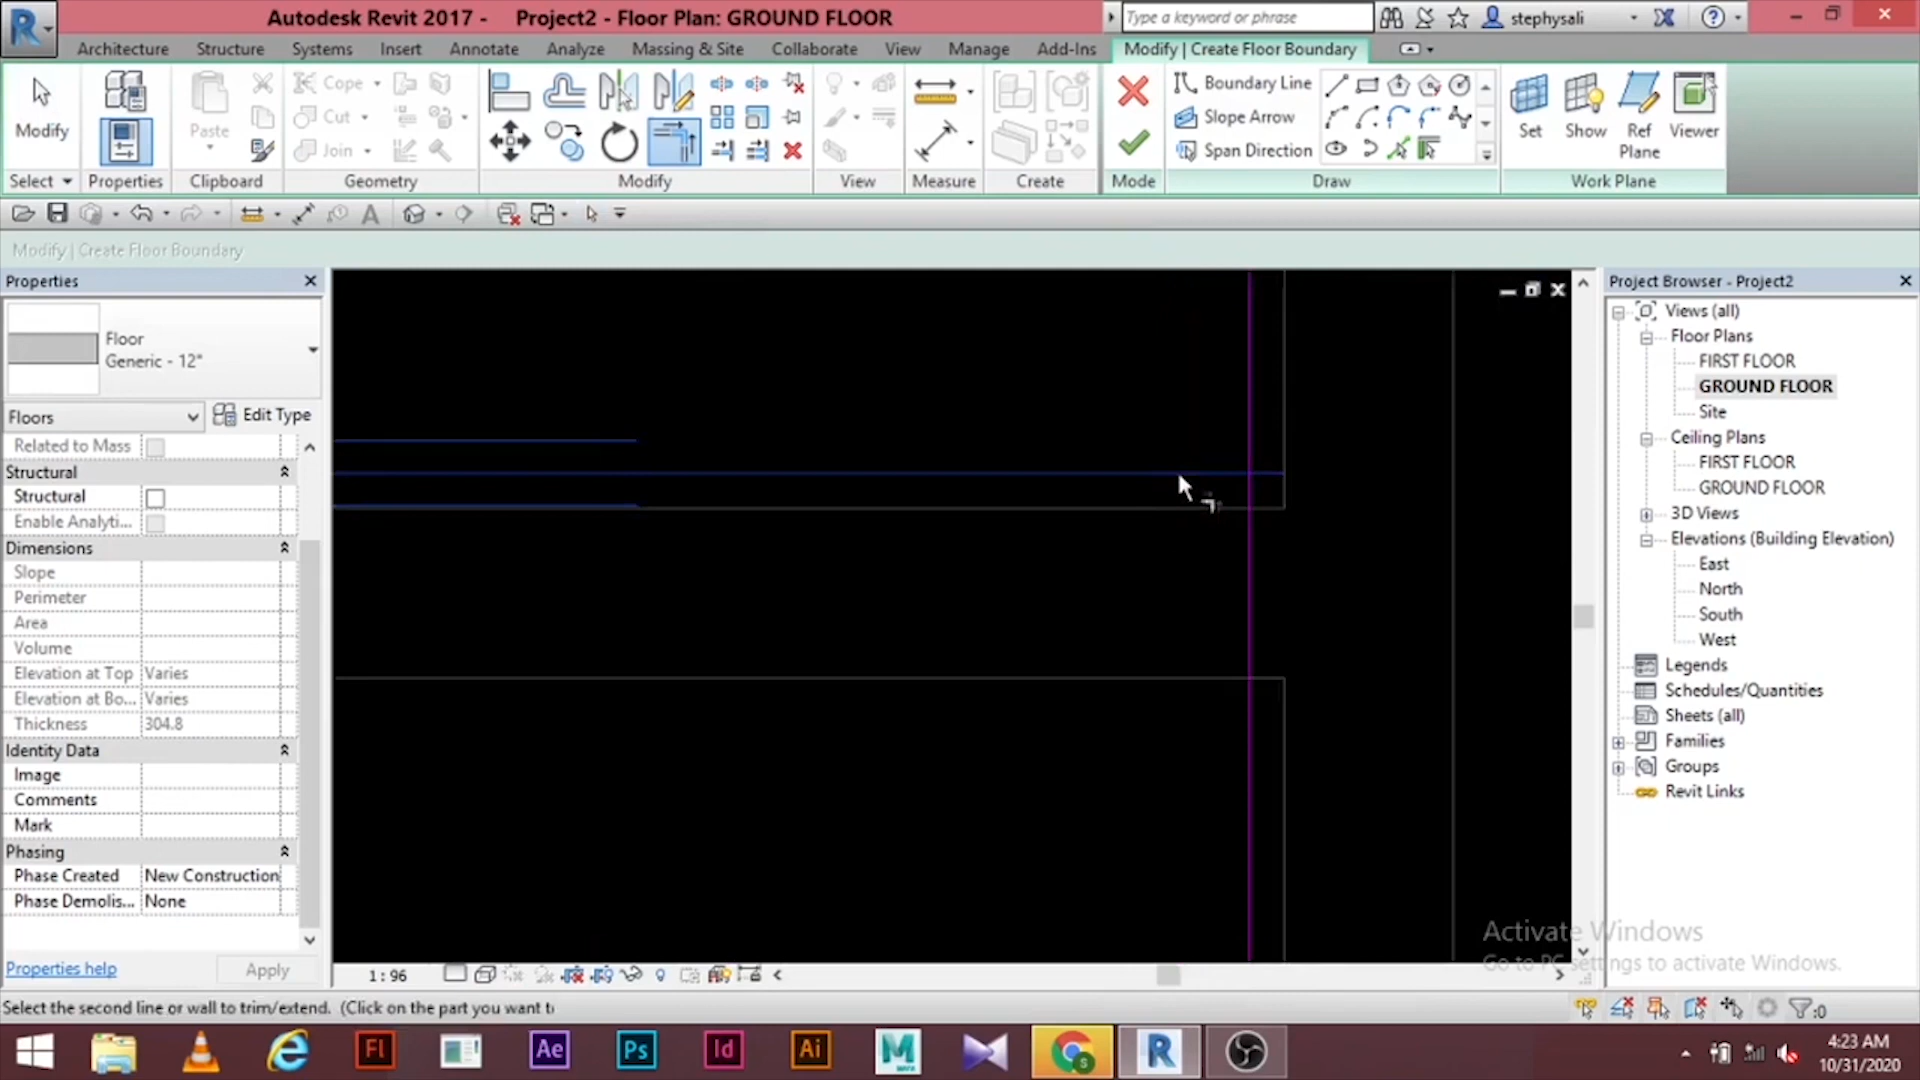 Autodesk Revit 2017 - Project2 - Floor Plan: GROUND FLOOR
Type a keyword or phrase
stephysali
Architecture Structure Systems Insert Annotate Analyze Massing & Site Collaborate View Manage Add-Ins Modify | Create Floor Boundary
Modify
Paste
Cope
Cut
Join
Boundary Line
Slope Arrow
Span Direction
Set
Show
Ref
Plane
Viewer
Select Properties Clipboard Geometry Modify View Measure Create Mode Draw Work Plane
Modify | Create Floor Boundary
Properties
Floor
Generic - 12"
Floors
Edit Type
Related to Mass
Structural
Structural
Enable Analyti...
Dimensions
Slope
Perimeter
Area
Volume
Elevation at Top Varies
Elevation at Bo... Varies
Thickness 304.8
Identity Data
Image
Comments
Mark
Phasing
Phase Created New Construction
Phase Demolis... None
Properties help
Apply
1 : 96
Project Browser - Project2
Views (all)
Floor Plans
FIRST FLOOR
GROUND FLOOR
Site
Ceiling Plans
FIRST FLOOR
GROUND FLOOR
3D Views
Elevations (Building Elevation)
East
North
South
West
Legends
Schedules/Quantities
Sheets (all)
Families
Groups
Revit Links
Activate Windows
Go to PC settings to activate Windows.
Select the second line or wall to trim/extend. (Click on the part you want t
:0
Fl
Ae
Ps
Id
Ai
M
S
R
4:23 AM
10/31/2020